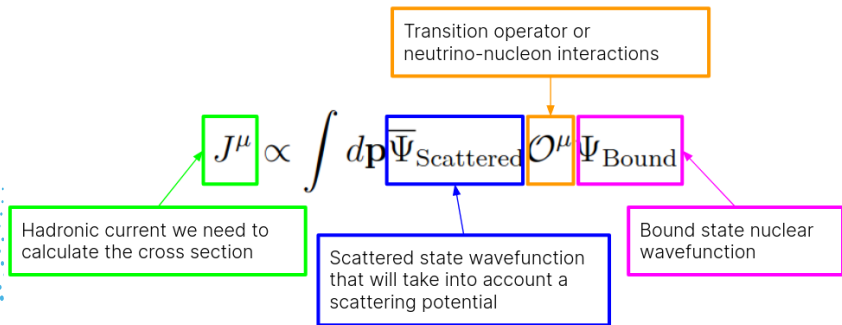 Transition operator or
neutrino-nucleon interactions
J^μ ∝ ∫ d𝐩 Ψ̅_Scattered 𝒪^μ Ψ_Bound
Hadronic current we need to
calculate the cross section
Scattered state wavefunction
that will take into account a
scattering potential
Bound state nuclear
wavefunction